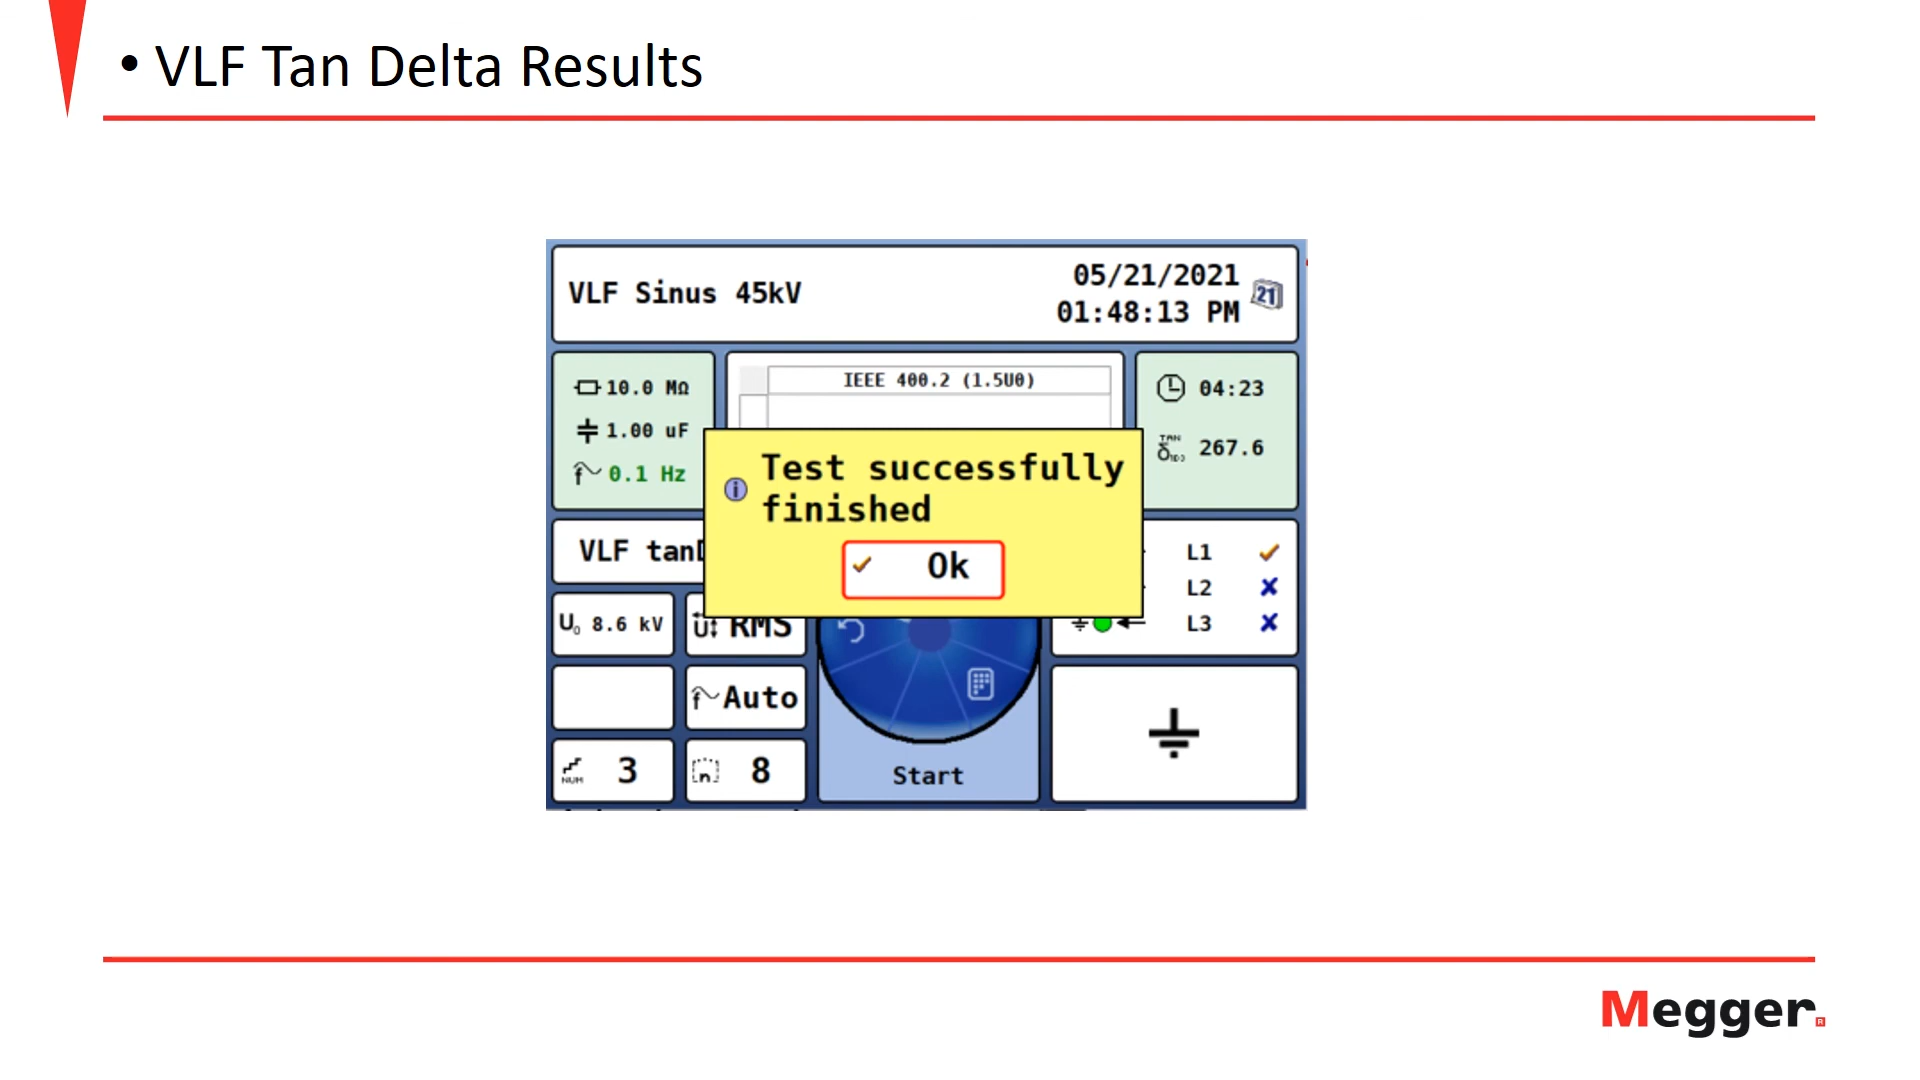 • VLF Tan Delta Results
VLF Sinus 45kV
05/21/2021
01:48:13 PM
21
10.0 MΩ
1.00 uF
f 0.1 Hz
IEEE 400.2 (1.5U0)
04:23
TAN
δ 267.6
Test successfully
finished
Ok
VLF tanD
L1
L2
L3
U0 8.6 kV
U RMS
f Auto
NUM 3
n 8
Start
Megger.